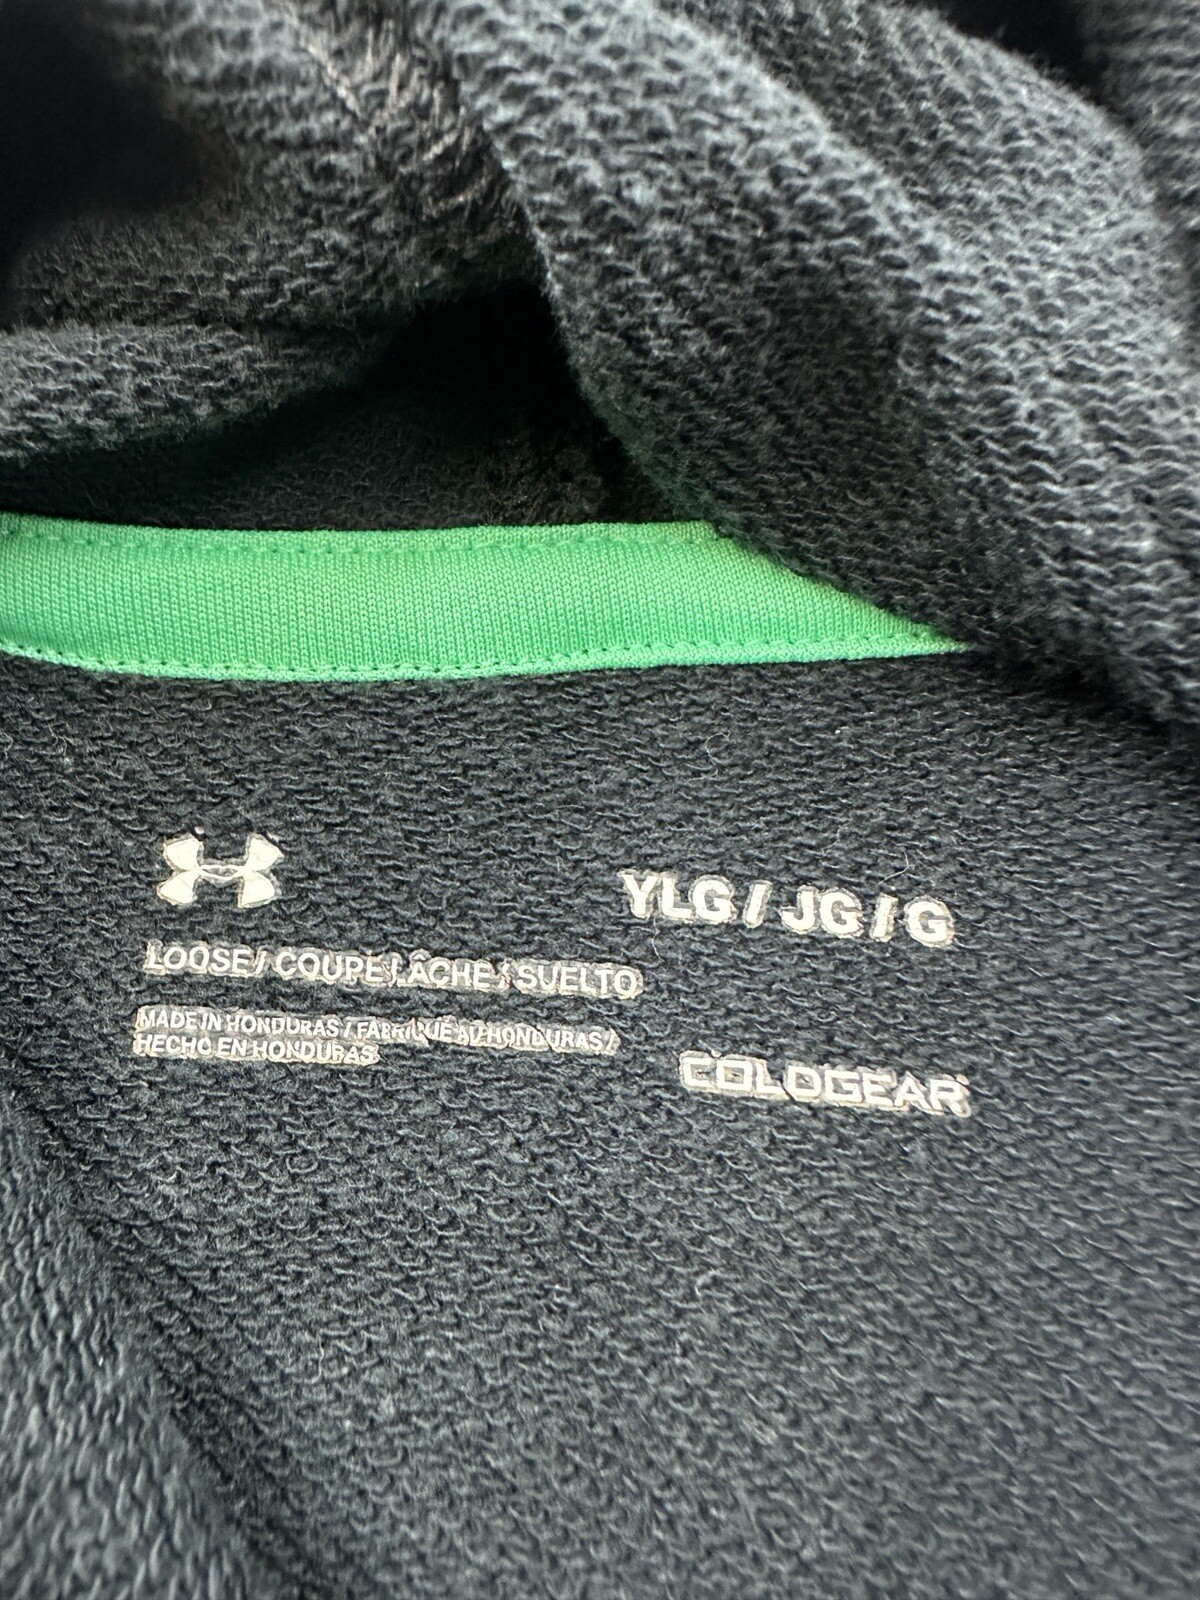 YLG / JG / G
LOOSE / COUPE LÂCHE / SUELTO
MADE IN HONDURAS / FABRIQUÉ AU HONDURAS /
HECHO EN HONDURAS
COLDGEAR